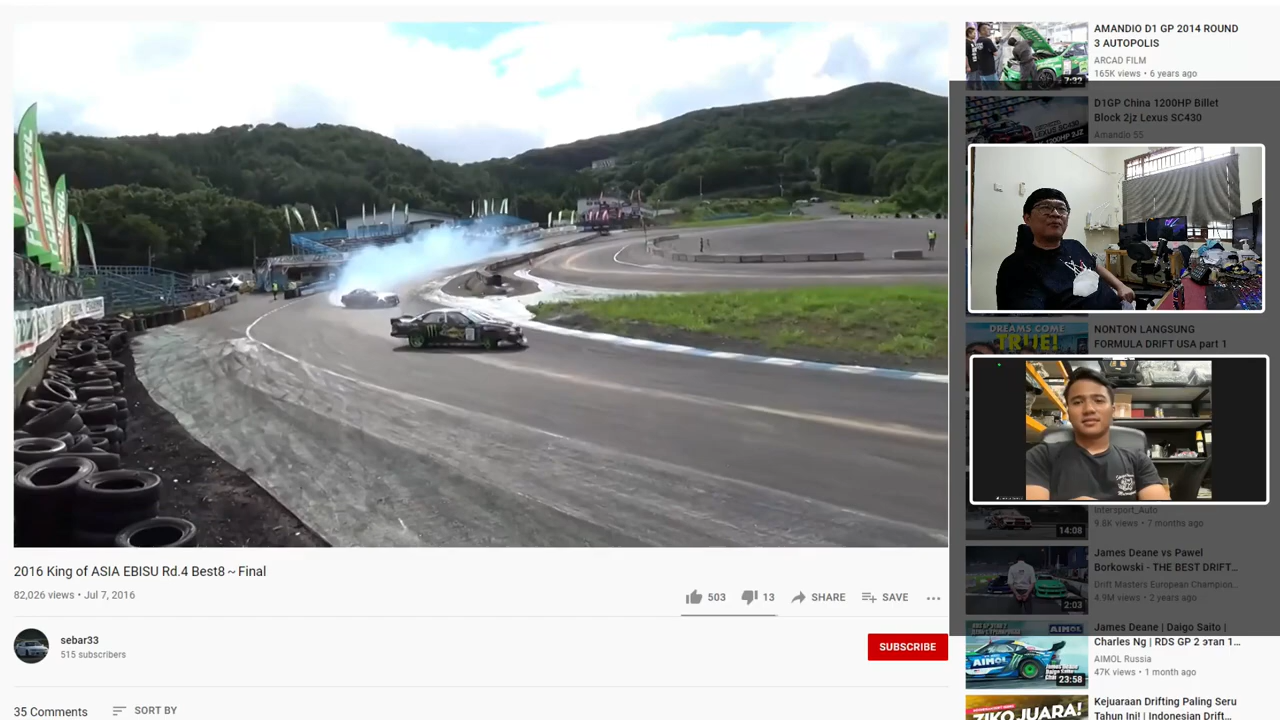 2016 King of ASIA EBISU Rd.4 Best8～Final
82,026 views • Jul 7, 2016
503
13
SHARE
SAVE
sebar33
515 subscribers
SUBSCRIBE
35 Comments
SORT BY
7:32
AMANDIO D1 GP 2014 ROUND
3 AUTOPOLIS
ARCAD FILM
165K views • 6 years ago
D1GP China 1200HP Billet
Block 2jz Lexus SC430
Amandio 55
DREAMS COME
TRUE!
NONTON LANGSUNG
FORMULA DRIFT USA part 1
14:08
Intersport_Auto
9.8K views • 7 months ago
2:03
James Deane vs Pawel
Borkowski - THE BEST DRIFT...
Drift Masters European Champion...
4.9M views • 2 years ago
AIMOL
23:58
James Deane | Daigo Saito |
Charles Ng | RDS GP 2 этап 1...
AIMOL Russia
47K views • 1 month ago
ZIKO JUARA!
Kejuaraan Drifting Paling Seru
Tahun Ini! | Indonesian Drift...